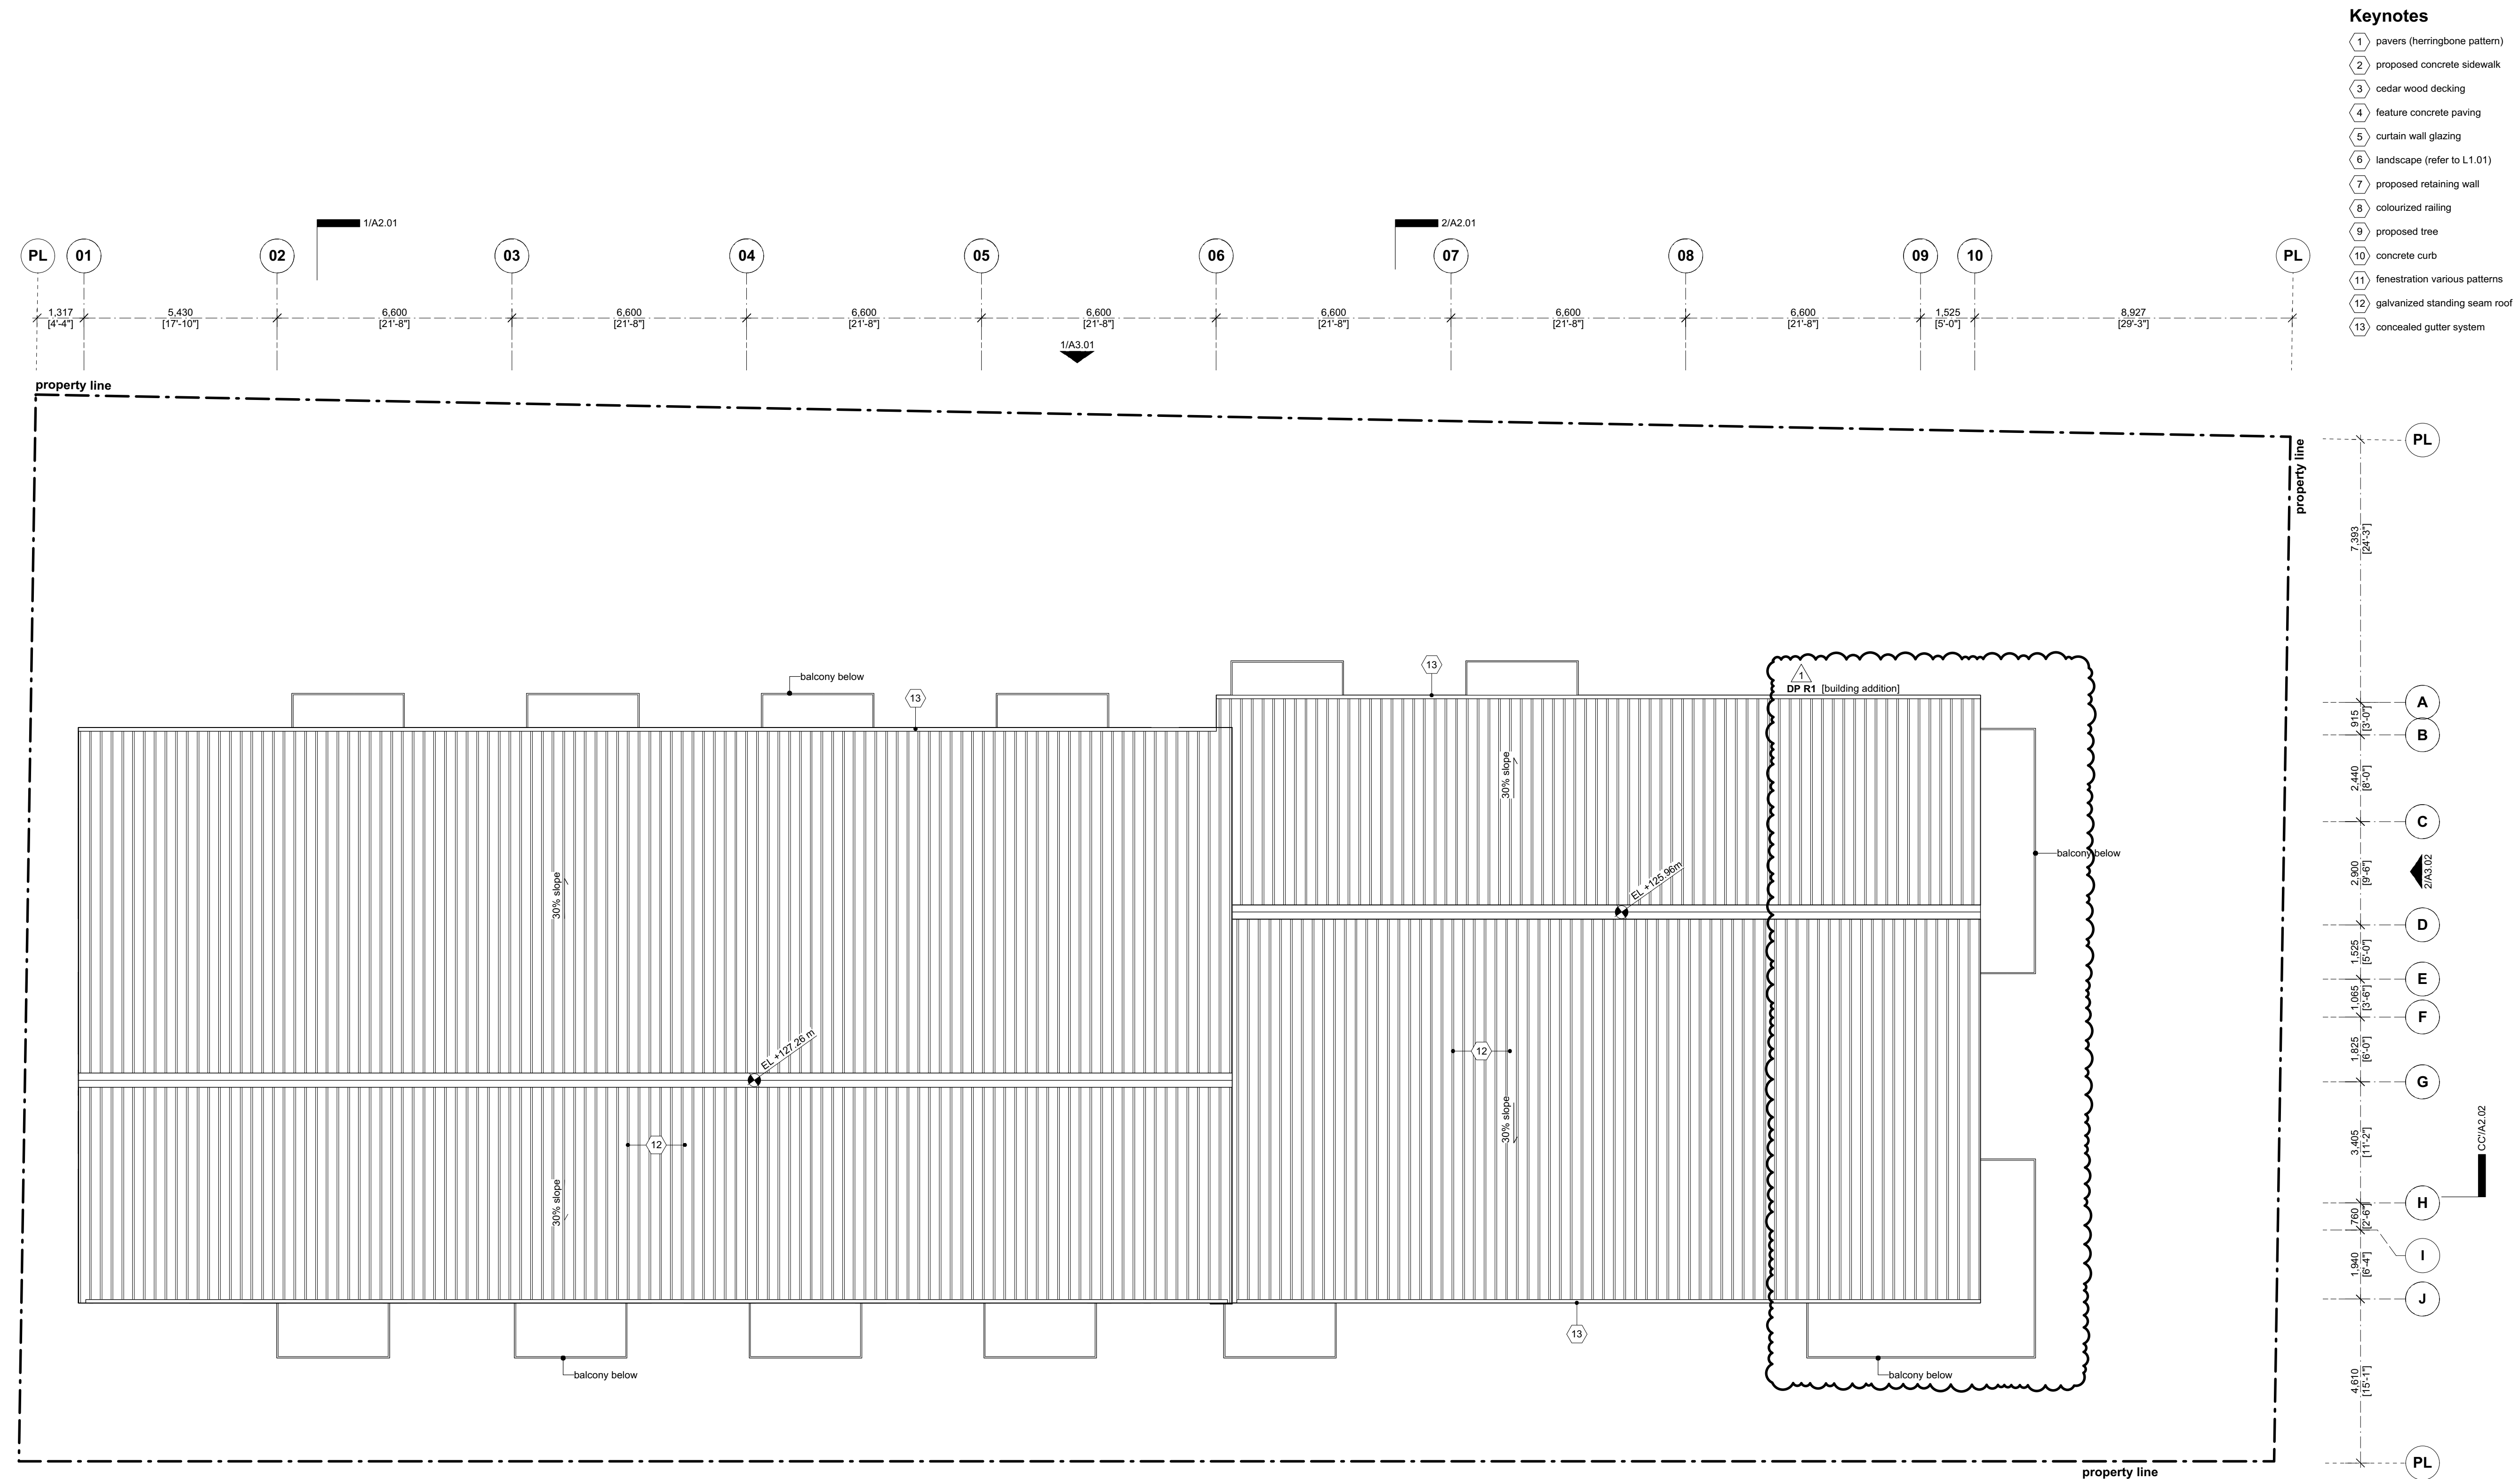 Keynotes
1 pavers (herringbone pattern)
2 proposed concrete sidewalk
3 cedar wood decking
4 feature concrete paving
5 curtain wall glazing
6 landscape (refer to L1.01)
7 proposed retaining wall
8 colourized railing
9 proposed tree
10 concrete curb
11 fenestration various patterns
12 galvanized standing seam roof
13 concealed gutter system
1/A2.01
2/A2.01
PL 01 02 03 04 05 06 07 08 09 10 PL
1,317 5,430 6,600 6,600 6,600 6,600 6,600 6,600 6,600 1,525 8,927
[4'-4"] [17'-10"] [21'-8"] [21'-8"] [21'-8"] [21'-8"] [21'-8"] [21'-8"] [21'-8"] [5'-0"] [29'-3"]
1/A3.01
property line
property line
PL
7,393
[24'-3"]
balcony below
13
13
1
DP R1 [building addition]
A
915
[3'-0"]
B
2,440
[8'-0"]
30% slope
C
balcony below
2,900
[9'-6"]
2/A3.02
30% slope
EL +125.96m
D
1,525
[5'-0"]
E
1,065
[3'-6"]
F
1,825
[6'-0"]
EL +127.26 m
12
G
30% slope
12
3,405
[11'-2"]
CC'/A2.02
30% slope
H
760
[2'-6"]
I
1,940
[6'-4"]
J
13
balcony below
balcony below
4,610
[15'-1"]
PL
property line